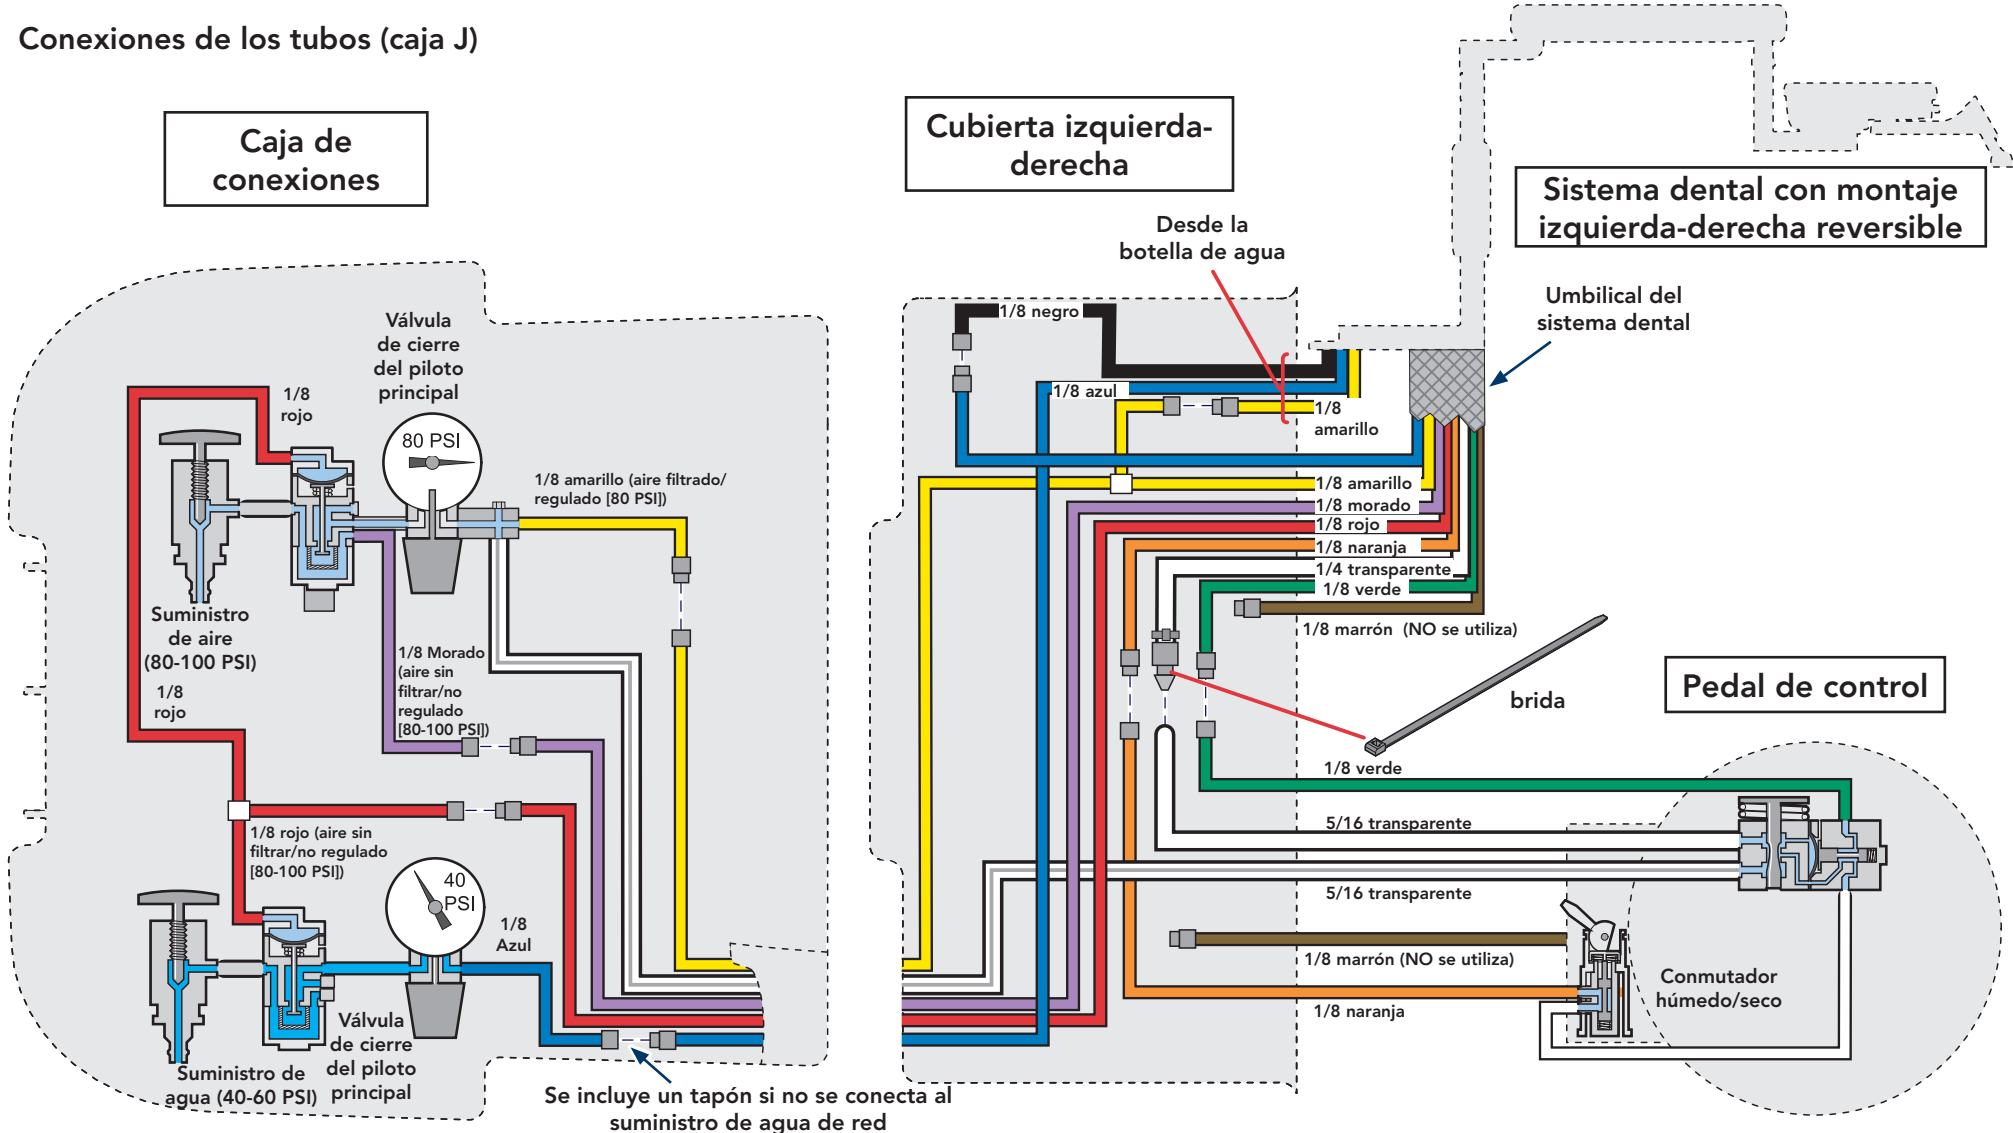 Conexiones de los tubos (caja J)
Caja de
conexiones
Cubierta izquierda-
derecha
Sistema dental con montaje
izquierda-derecha reversible
Desde la
botella de agua
Umbilical del
sistema dental
Válvula
de cierre
del piloto
principal
1/8
rojo
80 PSI
1/8 amarillo (aire filtrado/
regulado [80 PSI])
Suministro
de aire
(80-100 PSI)
1/8
rojo
1/8 Morado
(aire sin
filtrar/no
regulado
[80-100 PSI])
1/8 rojo (aire sin
filtrar/no regulado
[80-100 PSI])
40
PSI
1/8
Azul
Válvula
de cierre
del piloto
principal
Suministro de
agua (40-60 PSI)
Se incluye un tapón si no se conecta al
suministro de agua de red
1/8 negro
1/8 azul
1/8
amarillo
1/8 amarillo
1/8 morado
1/8 rojo
1/8 naranja
1/4 transparente
1/8 verde
1/8 marrón (NO se utiliza)
brida
Pedal de control
1/8 verde
5/16 transparente
5/16 transparente
1/8 marrón (NO se utiliza)
1/8 naranja
Conmutador
húmedo/seco